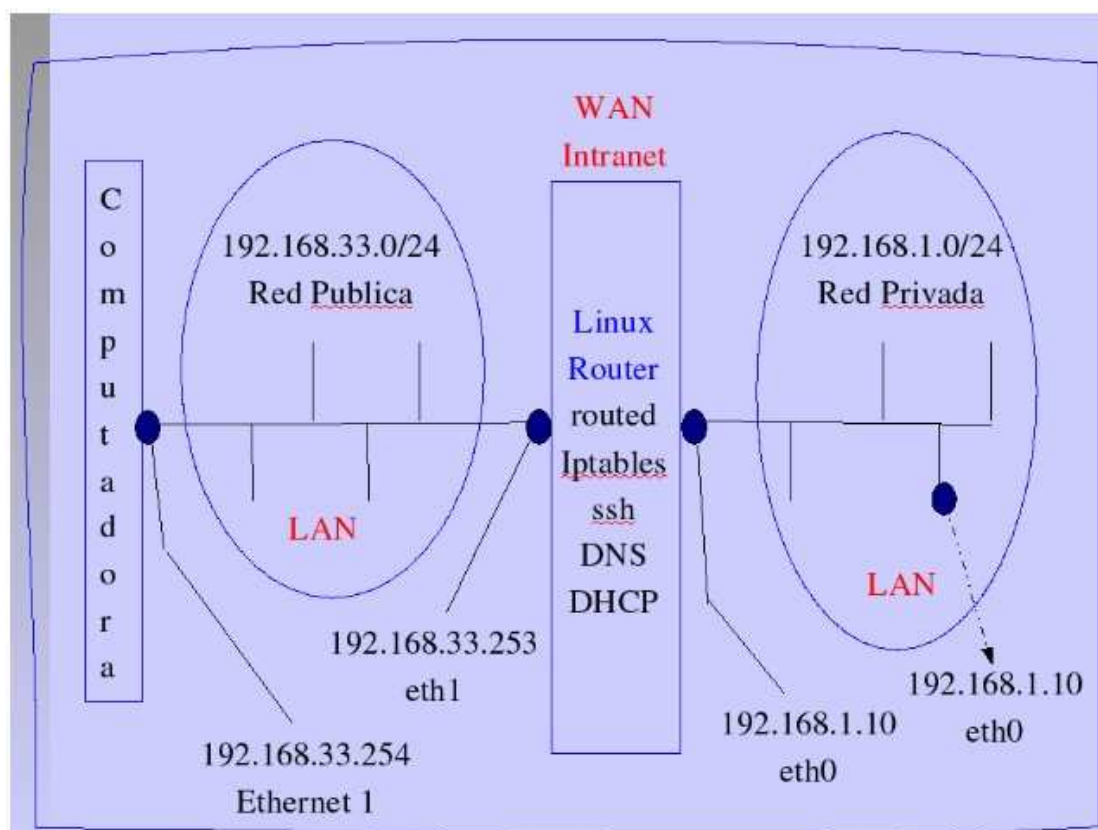 WAN
Intranet
Computadora
192.168.33.0/24
Red Publica
LAN
192.168.33.254
Ethernet 1
192.168.33.253
eth1
Linux
Router
routed
Iptables
ssh
DNS
DHCP
192.168.1.10
eth0
192.168.1.0/24
Red Privada
LAN
192.168.1.10
eth0